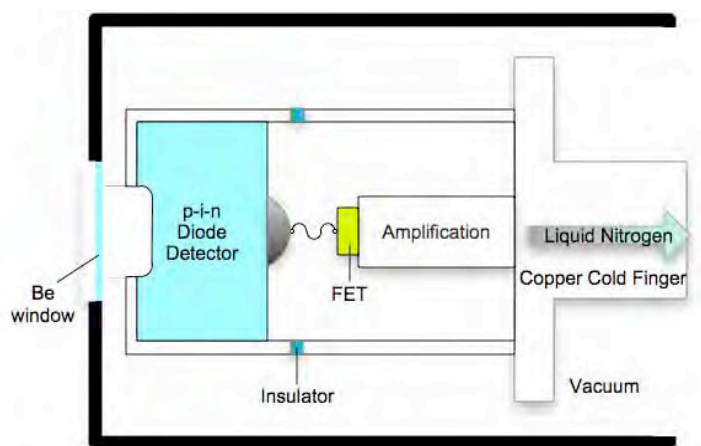 p-i-n
Diode
Detector
Amplification
Liquid Nitrogen
Copper Cold Finger
Be
window
FET
Insulator
Vacuum